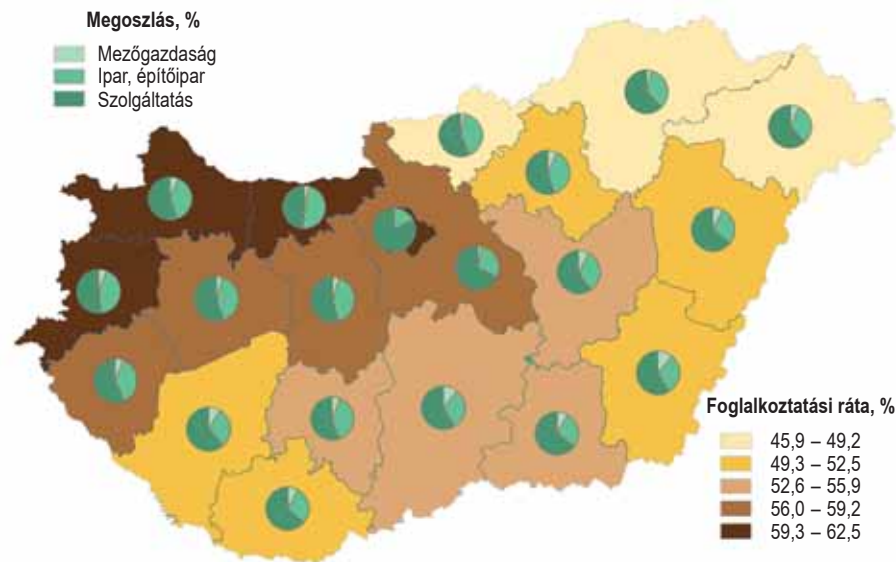 Megoszlás, %
Mezőgazdaság
Ipar, építőipar
Szolgáltatás
Foglalkoztatási ráta, %
45,9 – 49,2
49,3 – 52,5
52,6 – 55,9
56,0 – 59,2
59,3 – 62,5